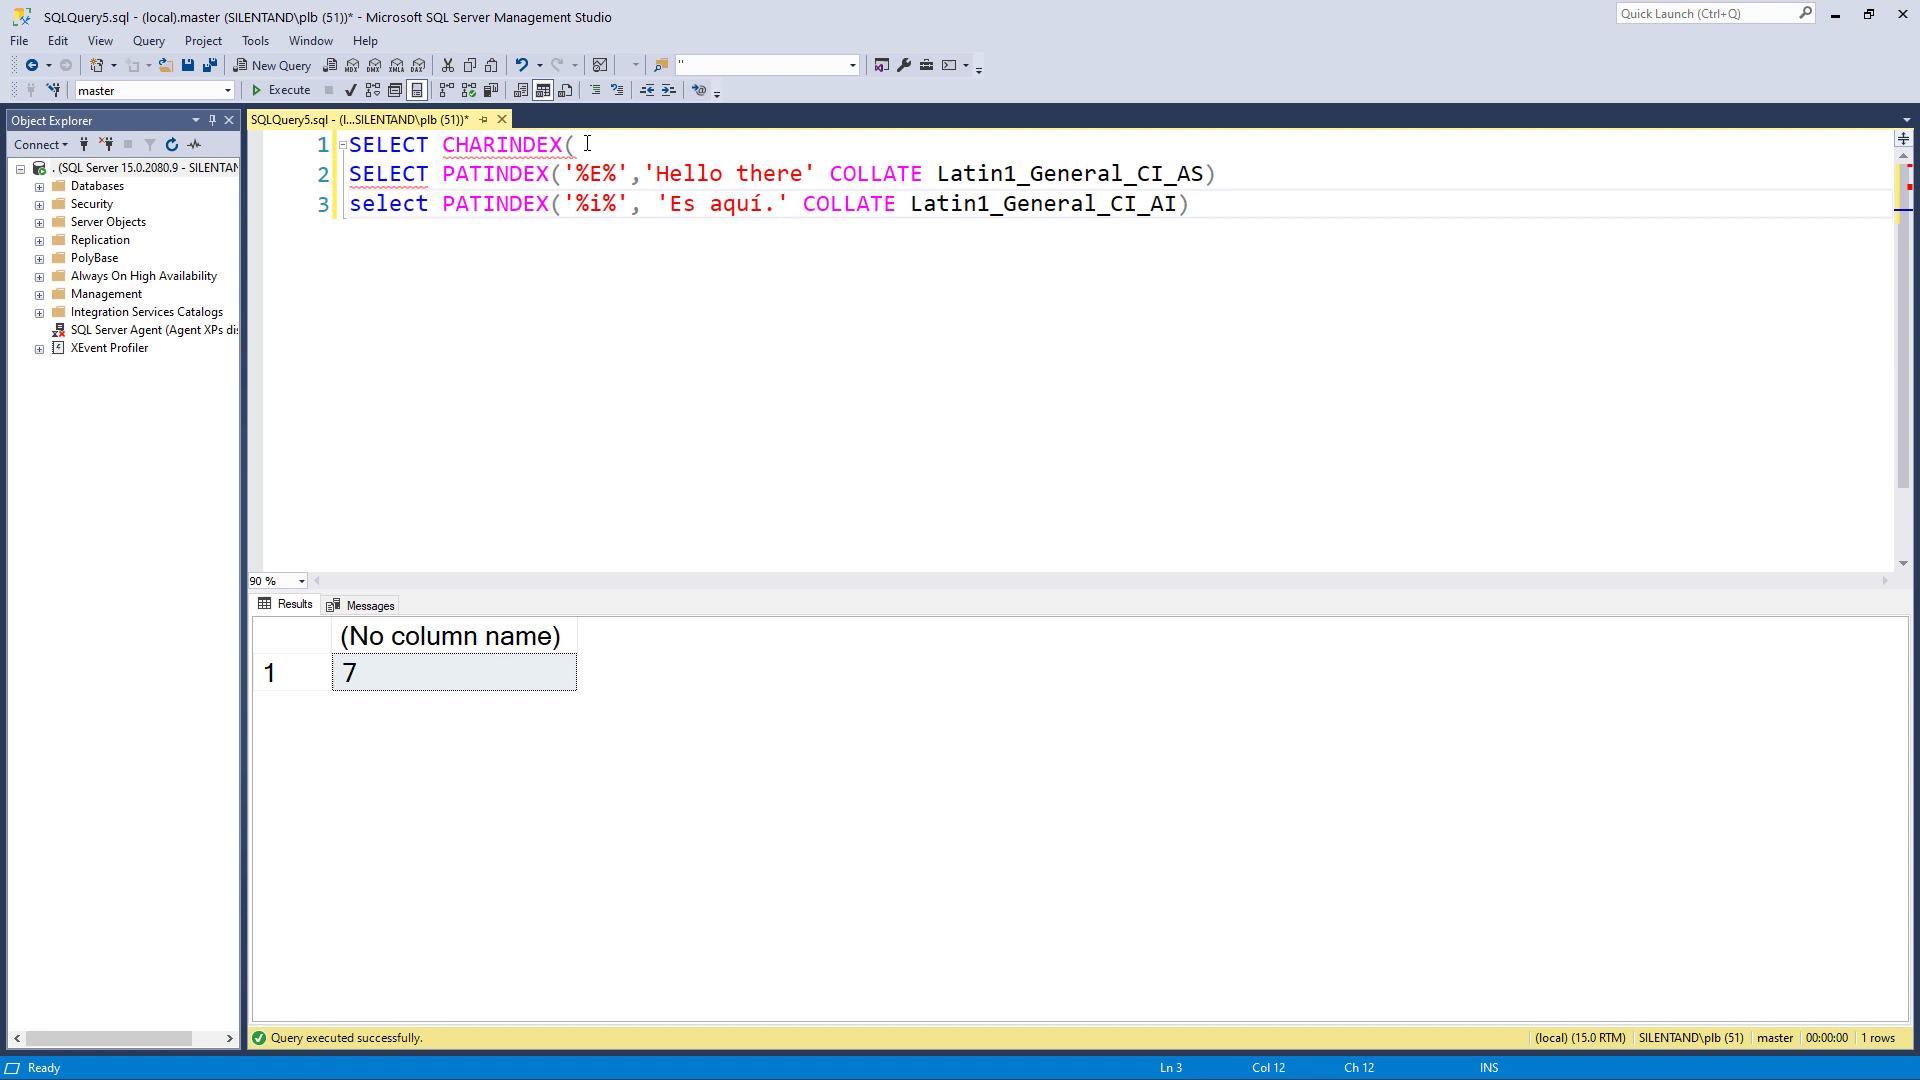 SQLQuery5.sql - (local).master (SILENTAND\plb (51))* - Microsoft SQL Server Management Studio
Quick Launch (Ctrl+Q)
File Edit View Query Project Tools Window Help
New Query
''
master
Execute
Object Explorer
SQLQuery5.sql - (l...SILENTAND\plb (51))*
Connect
. (SQL Server 15.0.2080.9 - SILENTAN
Databases
Security
Server Objects
Replication
PolyBase
Always On High Availability
Management
Integration Services Catalogs
SQL Server Agent (Agent XPs dis
XEvent Profiler
1 SELECT CHARINDEX(
2 SELECT PATINDEX('%E%','Hello there' COLLATE Latin1_General_CI_AS)
3 select PATINDEX('%i%', 'Es aquí.' COLLATE Latin1_General_CI_AI)
90 %
Results Messages
(No column name)
1 7
Query executed successfully.
(local) (15.0 RTM) SILENTAND\plb (51) master 00:00:00 1 rows
Ready Ln 3 Col 12 Ch 12 INS